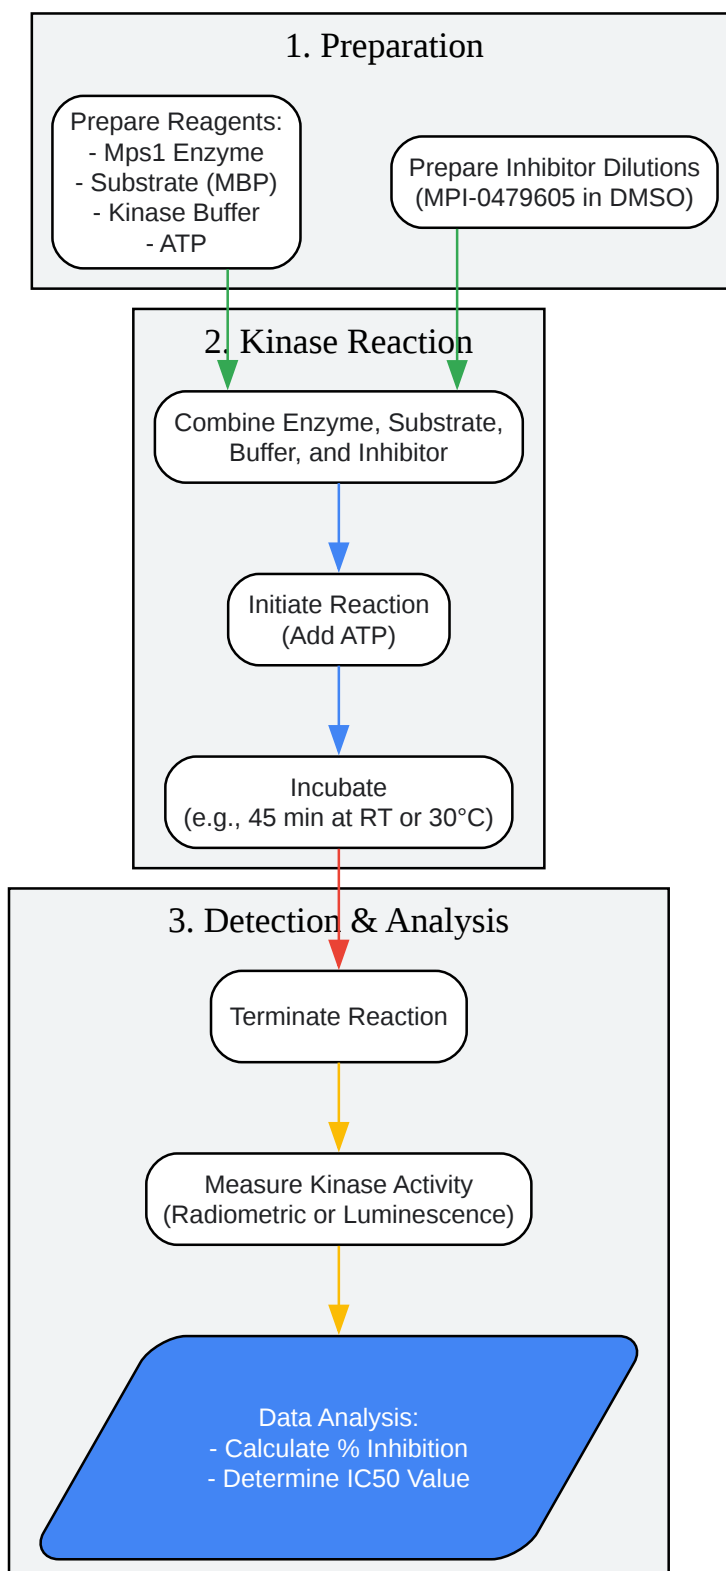 1. Preparation
Prepare Reagents:
- Mps1 Enzyme
- Substrate (MBP)
- Kinase Buffer
- ATP
Prepare Inhibitor Dilutions
(MPI-0479605 in DMSO)
2. Kinase Reaction
Combine Enzyme, Substrate,
Buffer, and Inhibitor
Initiate Reaction
(Add ATP)
Incubate
(e.g., 45 min at RT or 30°C)
3. Detection & Analysis
Terminate Reaction
Measure Kinase Activity
(Radiometric or Luminescence)
Data Analysis:
- Calculate % Inhibition
- Determine IC50 Value